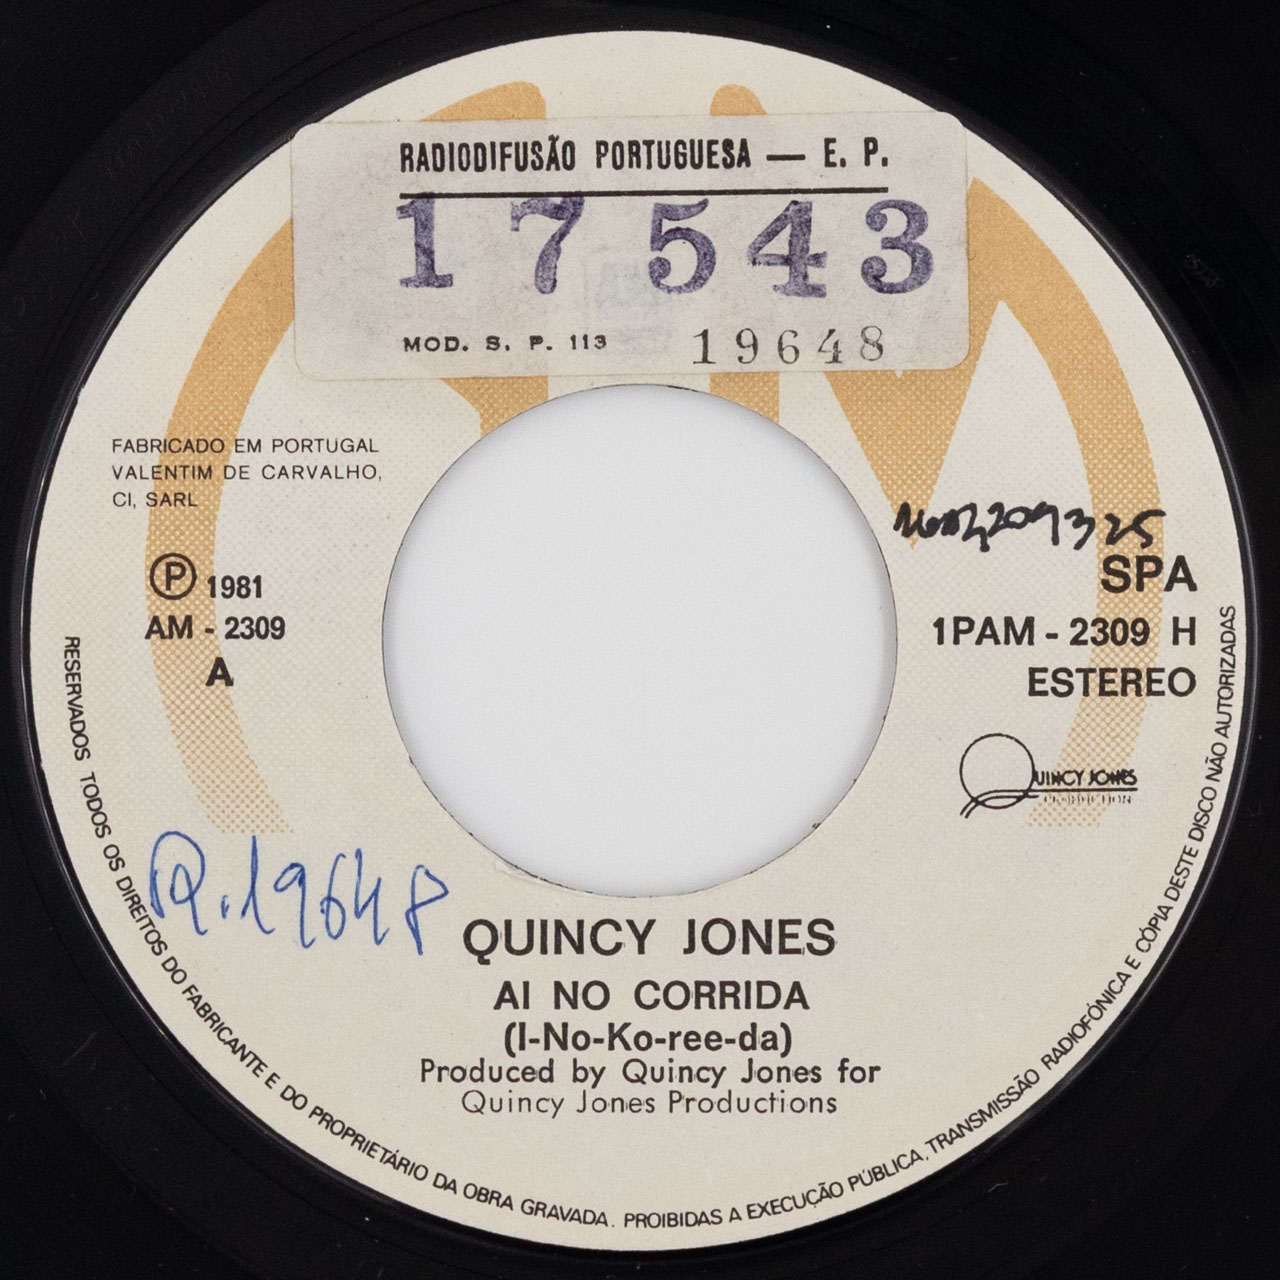 RADIODIFUSÃO PORTUGUESA — E. P.
17543
MOD. S. P. 113 19648
FABRICADO EM PORTUGAL
VALENTIM DE CARVALHO,
CI, SARL
Ⓟ 1981
AM - 2309
A
SPA
1PAM - 2309 H
ESTEREO
QUINCY JONES
PRODUCTION
R.19648
QUINCY JONES
AI NO CORRIDA
(I-No-Ko-ree-da)
Produced by Quincy Jones for
Quincy Jones Productions
RESERVADOS TODOS OS DIREITOS DO FABRICANTE E DO PROPRIETÁRIO DA OBRA GRAVADA. PROIBIDAS A EXECUÇÃO PÚBLICA, TRANSMISSÃO RADIOFÓNICA E CÓPIA DESTE DISCO NÃO AUTORIZADAS